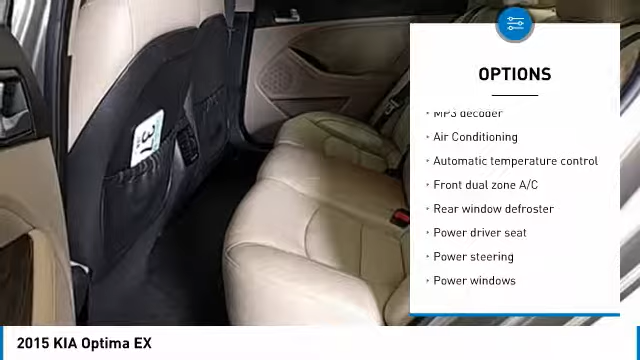 OPTIONS
MP3 decoder
Air Conditioning
Automatic temperature control
Front dual zone A/C
Rear window defroster
Power driver seat
Power steering
Power windows
37
2015 KIA Optima EX